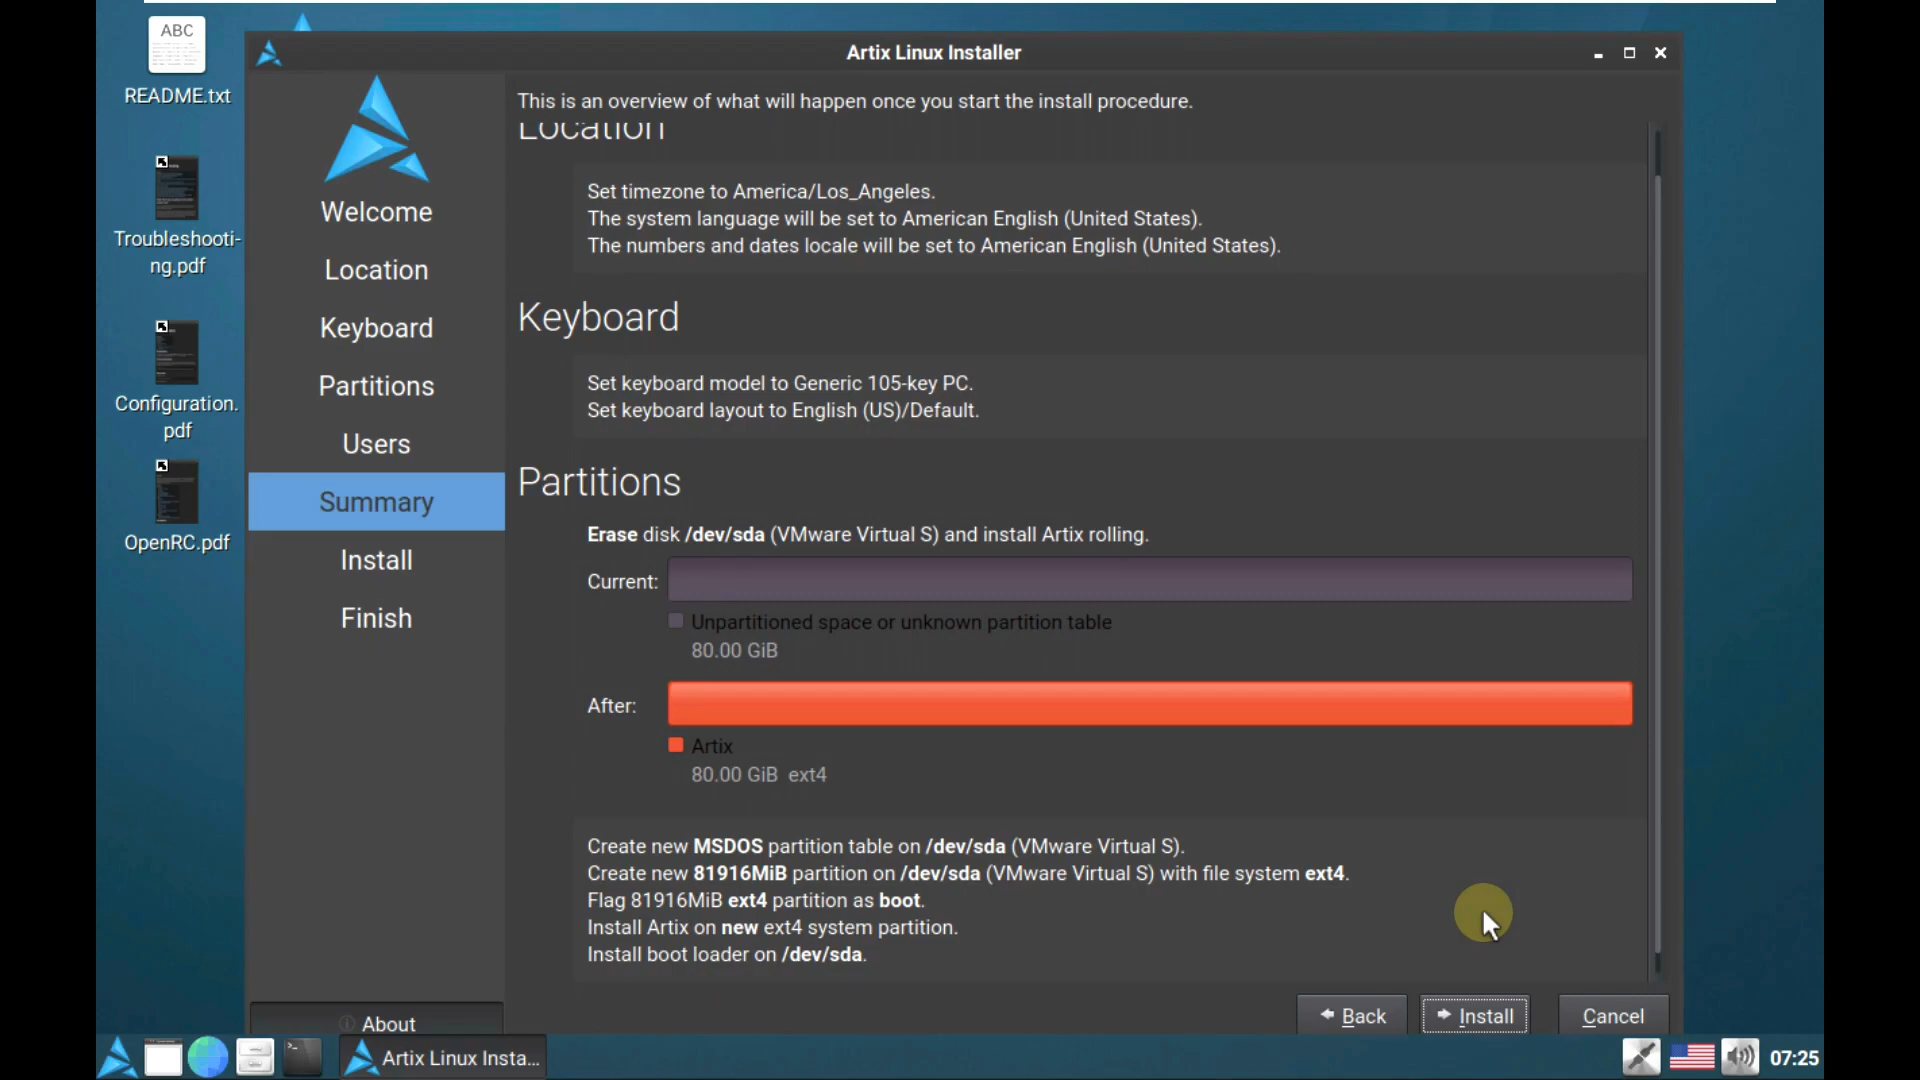 ABC
README.txt
Troubleshooti-
ng.pdf
Configuration.
pdf
OpenRC.pdf
Artix Linux Installer
Welcome
Location
Keyboard
Partitions
Users
Summary
Install
Finish
About
This is an overview of what will happen once you start the install procedure.
Location
Set timezone to America/Los_Angeles.
The system language will be set to American English (United States).
The numbers and dates locale will be set to American English (United States).
Keyboard
Set keyboard model to Generic 105-key PC.
Set keyboard layout to English (US)/Default.
Partitions
Erase disk /dev/sda (VMware Virtual S) and install Artix rolling.
Current:
Unpartitioned space or unknown partition table
80.00 GiB
After:
Artix
80.00 GiB ext4
Create new MSDOS partition table on /dev/sda (VMware Virtual S).
Create new 81916MiB partition on /dev/sda (VMware Virtual S) with file system ext4.
Flag 81916MiB ext4 partition as boot.
Install Artix on new ext4 system partition.
Install boot loader on /dev/sda.
Back
Install
Cancel
Artix Linux Insta...
07:25